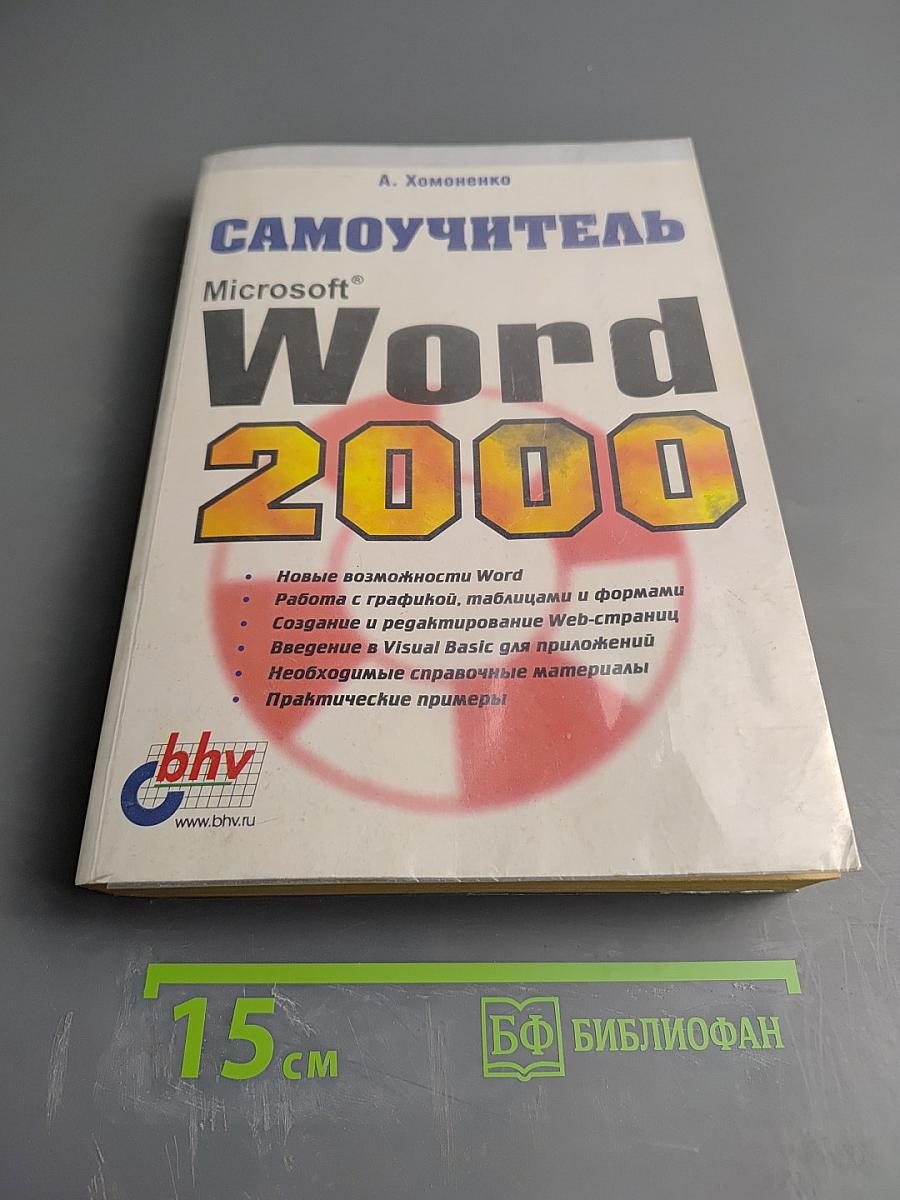 А. Хомоненко
САМОУЧИТЕЛЬ
Microsoft®
Word
2000
• Новые возможности Word
• Работа с графикой, таблицами и формами
• Создание и редактирование Web-страниц
• Введение в Visual Basic для приложений
• Необходимые справочные материалы
• Практические примеры
bhv
www.bhv.ru
15 см
БФ БИБЛИОФАН